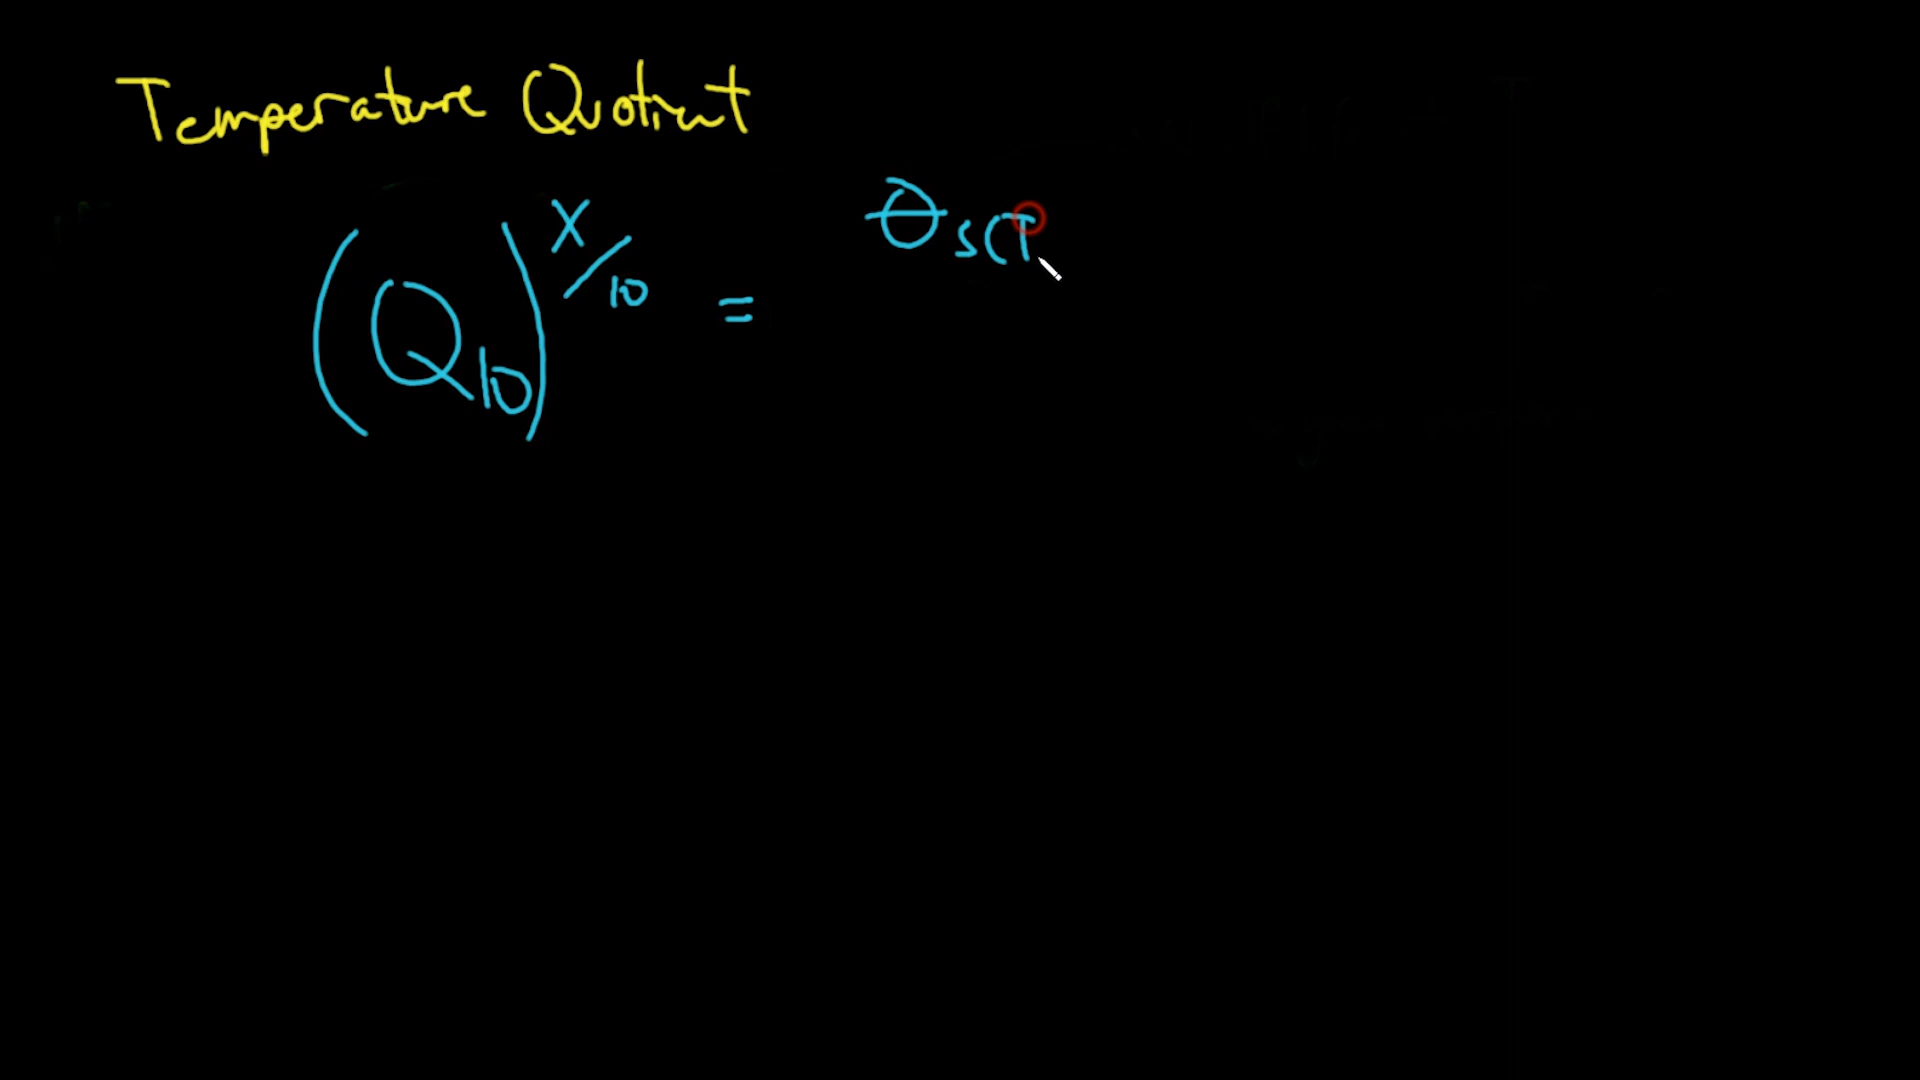 Temperature Quotient
(Q₁₀)^(X/10) = Θs(T